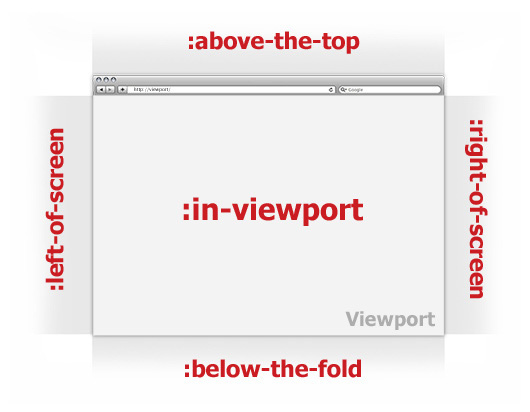 :above-the-top
http://viewport/
Google
:left-of-screen
:in-viewport
:right-of-screen
Viewport
:below-the-fold